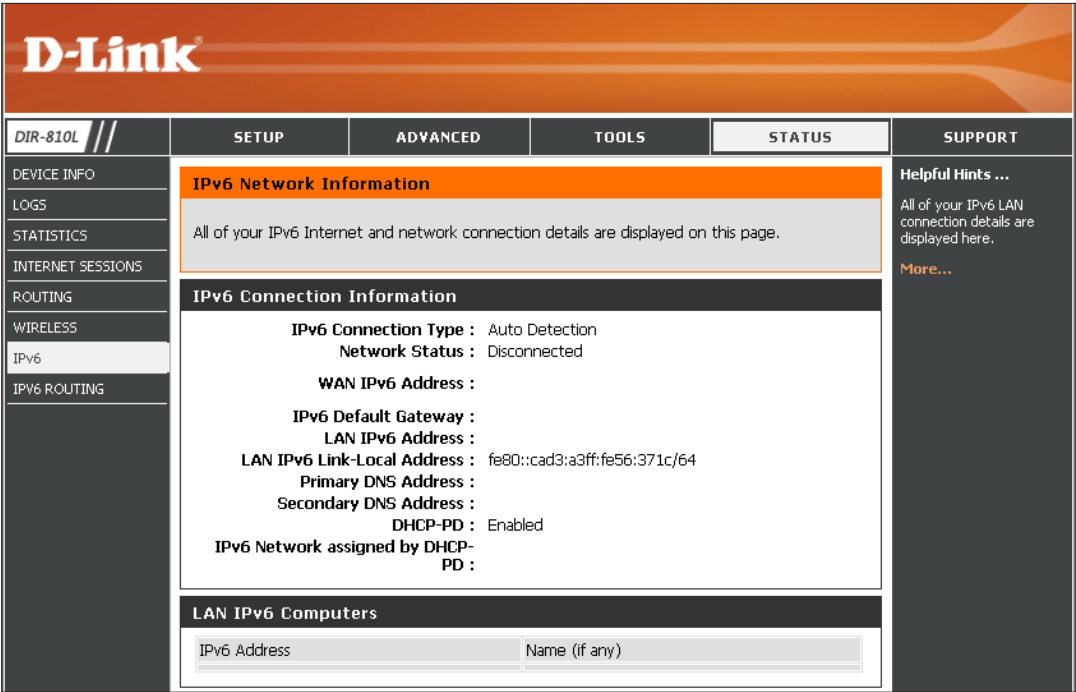 D-Link®
DIR-810L
SETUP
ADVANCED
TOOLS
STATUS
SUPPORT
DEVICE INFO
LOGS
STATISTICS
INTERNET SESSIONS
ROUTING
WIRELESS
IPv6
IPV6 ROUTING
IPv6 Network Information
All of your IPv6 Internet and network connection details are displayed on this page.
IPv6 Connection Information
IPv6 Connection Type : Auto Detection
Network Status : Disconnected
WAN IPv6 Address :
IPv6 Default Gateway :
LAN IPv6 Address :
LAN IPv6 Link-Local Address : fe80::cad3:a3ff:fe56:371c/64
Primary DNS Address :
Secondary DNS Address :
DHCP-PD : Enabled
IPv6 Network assigned by DHCP-
PD :
LAN IPv6 Computers
IPv6 Address
Name (if any)
Helpful Hints ...
All of your IPv6 LAN
connection details are
displayed here.
More...